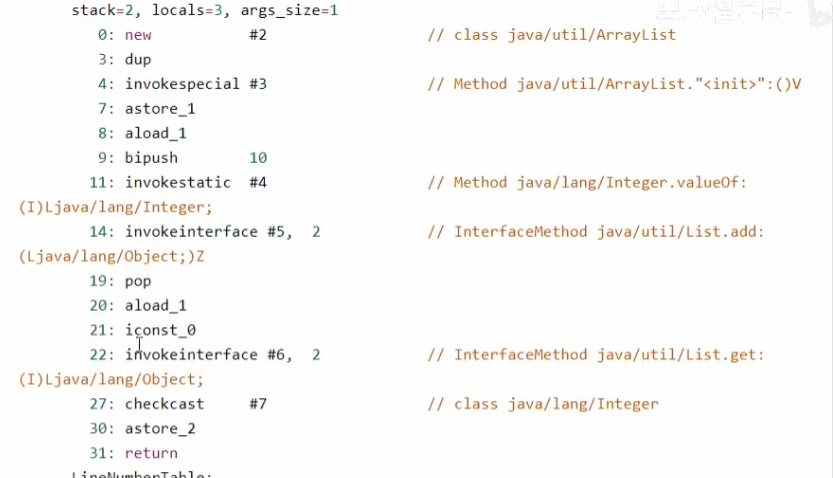 stack=2, locals=3, args_size=1
0: new #2 // class java/util/ArrayList
3: dup
4: invokespecial #3 // Method java/util/ArrayList."<init>":()V
7: astore_1
8: aload_1
9: bipush 10
11: invokestatic #4 // Method java/lang/Integer.valueOf:
(I)Ljava/lang/Integer;
14: invokeinterface #5, 2 // InterfaceMethod java/util/List.add:
(Ljava/lang/Object;)Z
19: pop
20: aload_1
21: iconst_0
22: invokeinterface #6, 2 // InterfaceMethod java/util/List.get:
(I)Ljava/lang/Object;
27: checkcast #7 // class java/lang/Integer
30: astore_2
31: return
LineNumberTable: